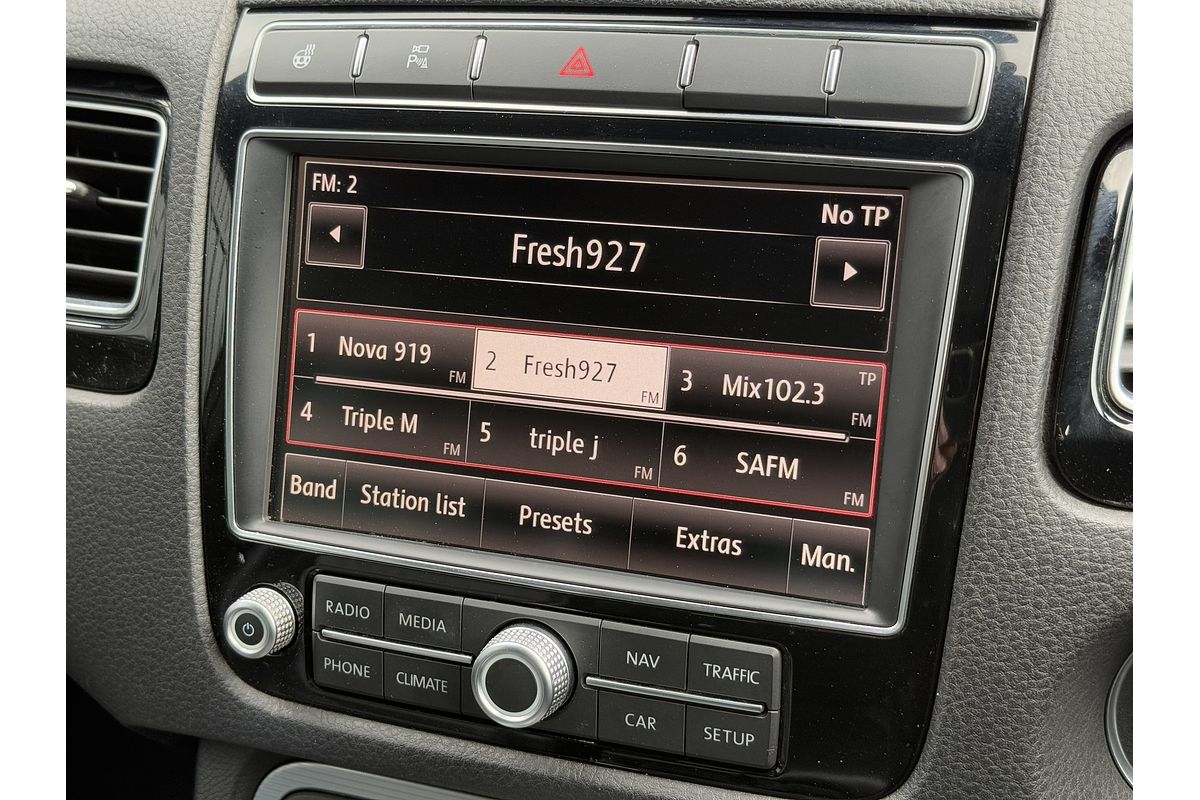 P
FM: 2
No TP
Fresh927
1 Nova 919 FM
2 Fresh927 FM
3 Mix102.3 TP FM
4 Triple M FM
5 triple j FM
6 SAFM FM
Band Station list Presets Extras Man.
RADIO MEDIA NAV TRAFFIC
PHONE CLIMATE CAR SETUP